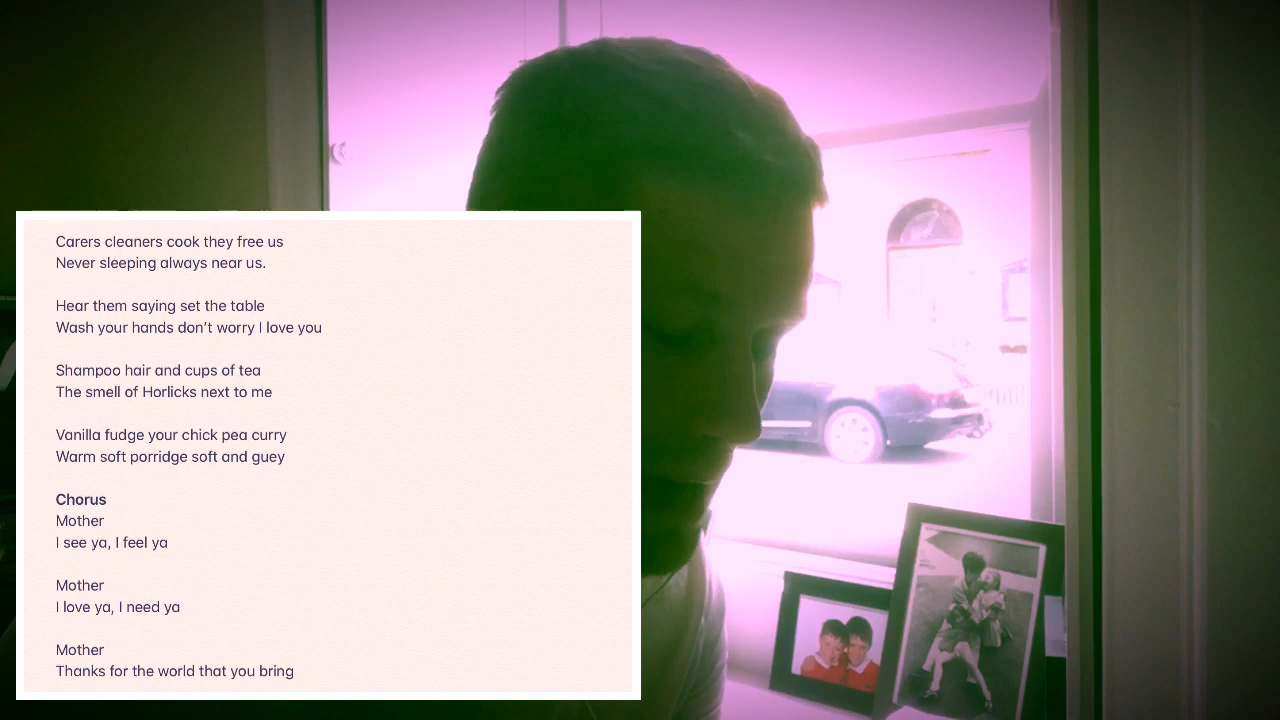 Carers cleaners cook they free us
Never sleeping always near us.
Hear them saying set the table
Wash your hands don’t worry I love you
Shampoo hair and cups of tea
The smell of Horlicks next to me
Vanilla fudge your chick pea curry
Warm soft porridge soft and guey
Chorus
Mother
I see ya, I feel ya
Mother
I love ya, I need ya
Mother
Thanks for the world that you bring